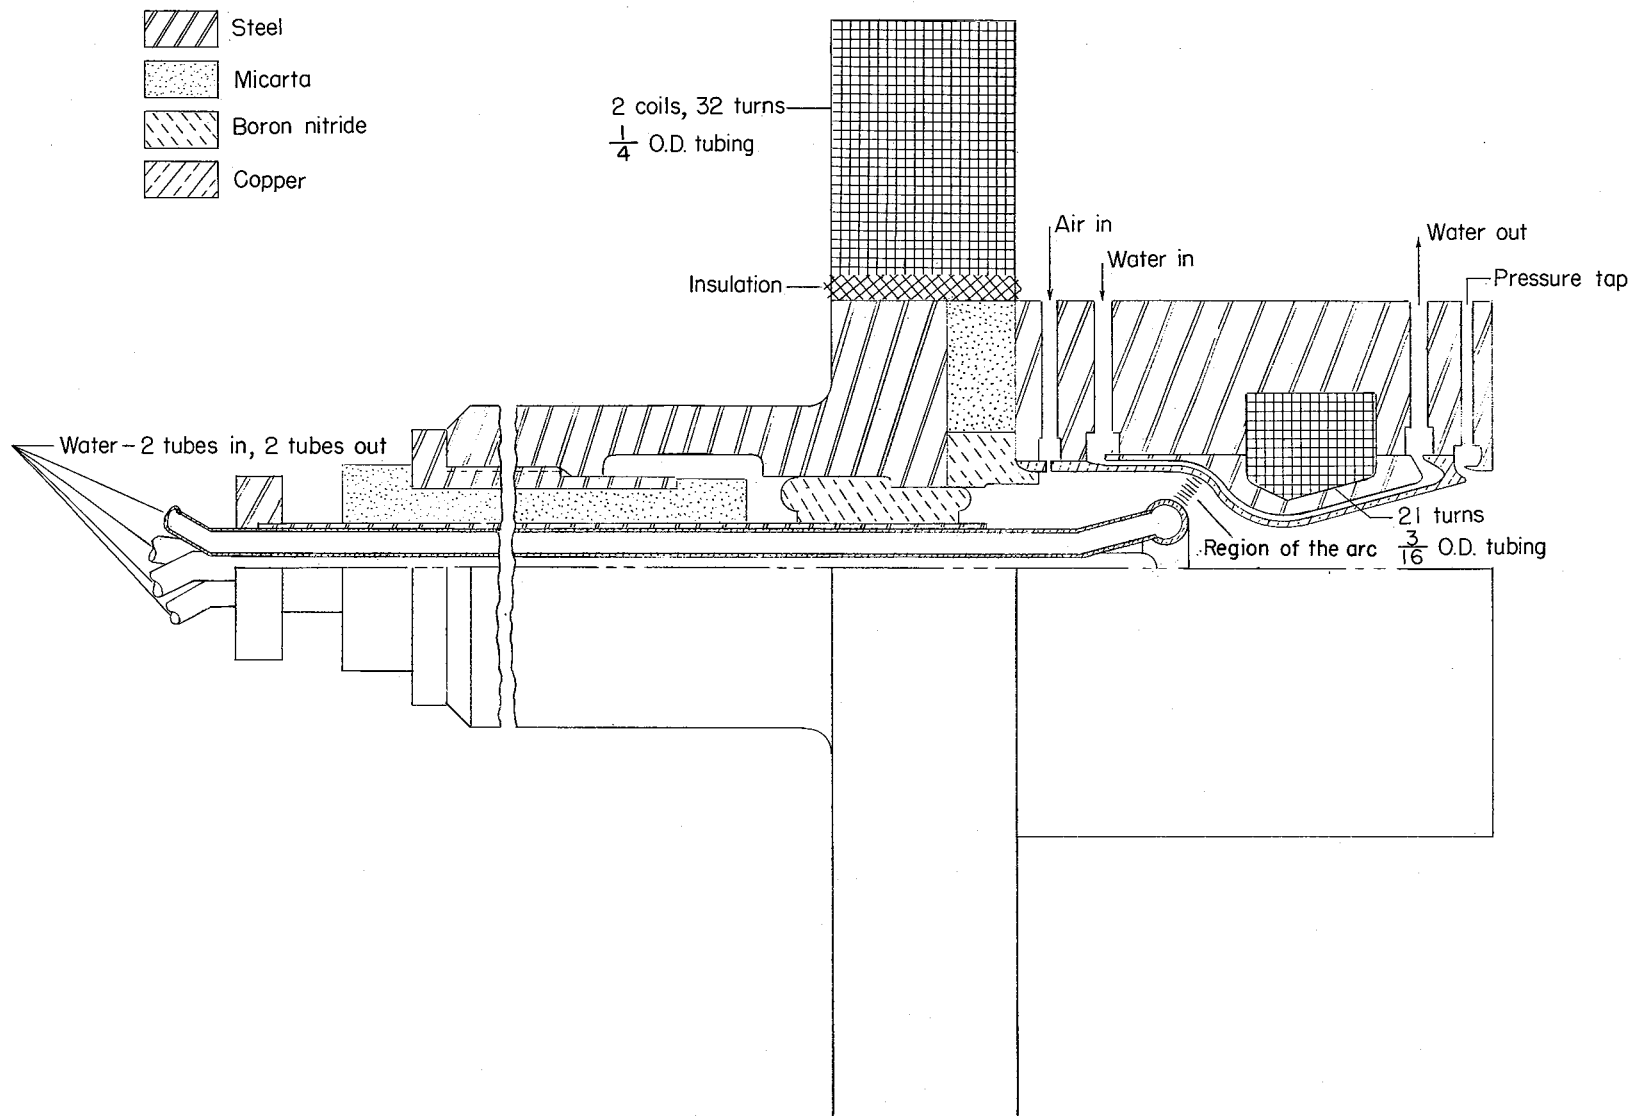 Steel
Micarta
Boron nitride
Copper
2 coils, 32 turns
1/4 O.D. tubing
Insulation
Air in
Water in
Water out
Pressure tap
Water – 2 tubes in, 2 tubes out
21 turns
Region of the arc
3/16 O.D. tubing